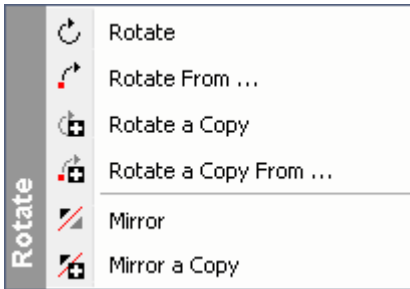 Rotate
Rotate From ...
Rotate a Copy
Rotate a Copy From ...
Mirror
Mirror a Copy
Rotate